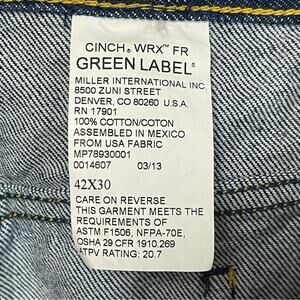 CINCH® WRX™ FR
GREEN LABEL®
MILLER INTERNATIONAL INC.
8500 ZUNI STREET
DENVER, CO 80260 U.S.A.
RN 17901
100% COTTON/COTON
ASSEMBLED IN MEXICO
FROM USA FABRIC
MP78930001
0014607 03/13
42X30
CARE ON REVERSE
THIS GARMENT MEETS THE
REQUIREMENTS OF
ASTM F1506, NFPA-70E,
OSHA 29 CFR 1910.269
ATPV RATING: 20.7